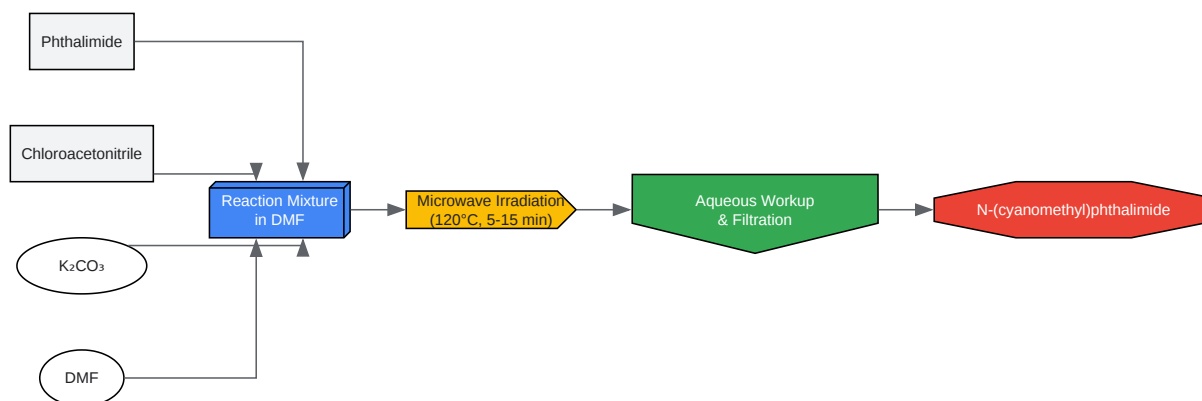 Phthalimide
Chloroacetonitrile
Reaction Mixture
in DMF
Microwave Irradiation
(120°C, 5-15 min)
Aqueous Workup
& Filtration
N-(cyanomethyl)phthalimide
K₂CO₃
DMF